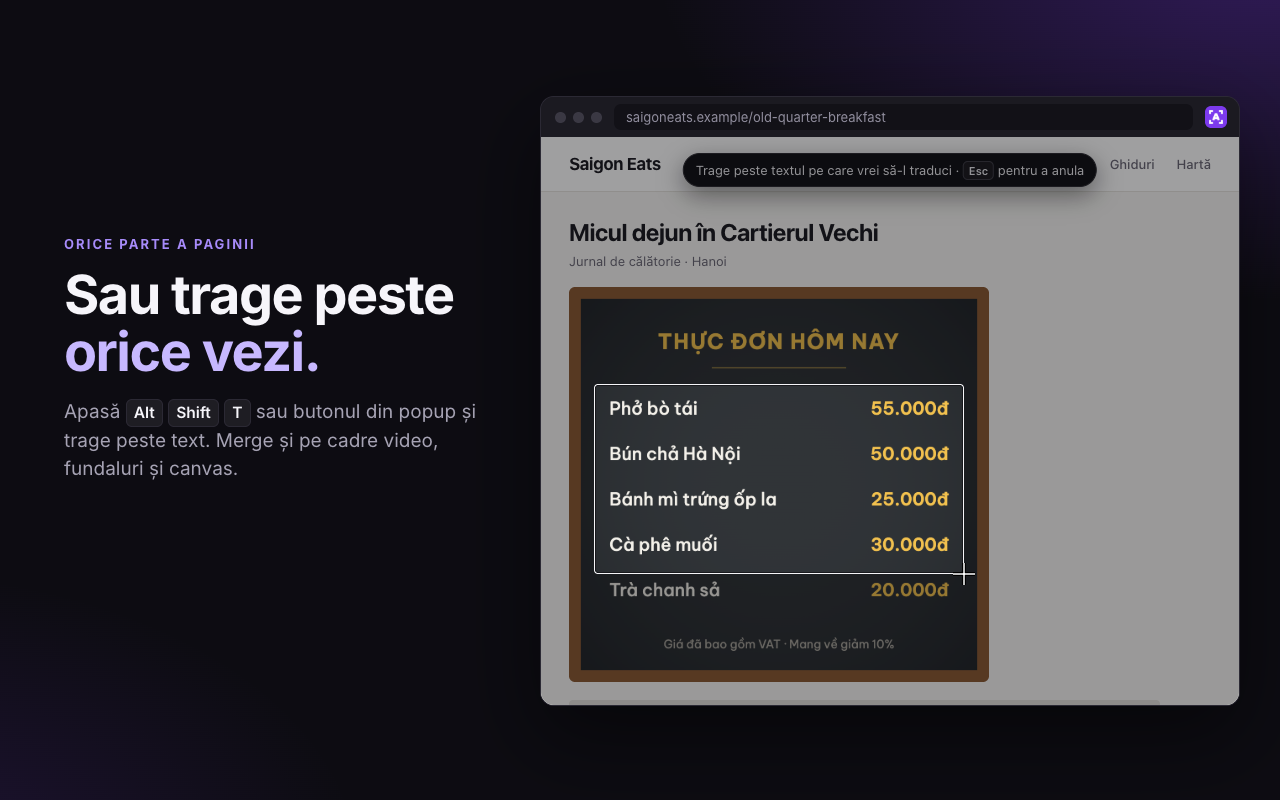 ORICE PARTE A PAGINII
Sau trage peste
orice vezi.
Apasă Alt Shift T sau butonul din popup și
trage peste text. Merge și pe cadre video,
fundaluri și canvas.
saigoneats.example/old-quarter-breakfast
Saigon Eats
Trage peste textul pe care vrei să-l traduci · Esc pentru a anula
Ghiduri Hartă
Micul dejun în Cartierul Vechi
Jurnal de călătorie · Hanoi
THỰC ĐƠN HÔM NAY
Phở bò tái 55.000đ
Bún chả Hà Nội 50.000đ
Bánh mì trứng ốp la 25.000đ
Cà phê muối 30.000đ
Trà chanh sả 20.000đ
Giá đã bao gồm VAT · Mang về giảm 10%